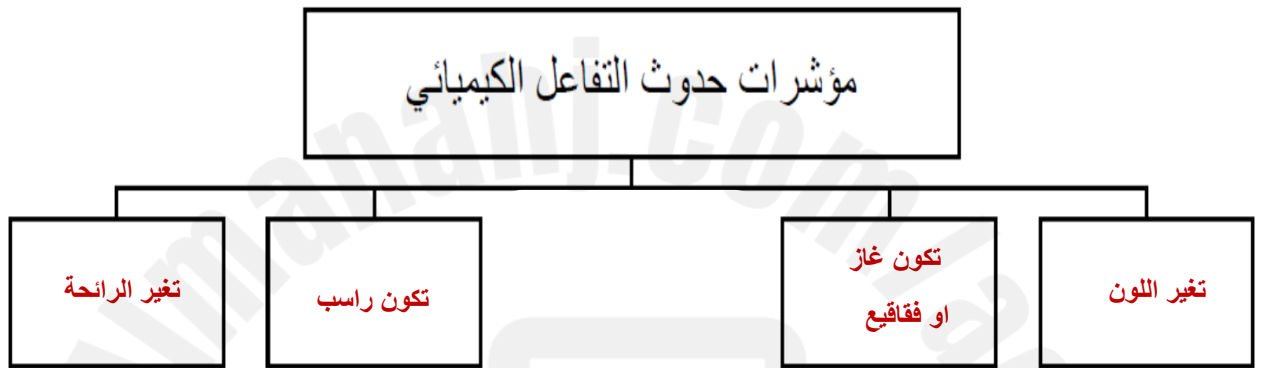 مؤشرات حدوث التفاعل الكيميائي
تغير اللون
تكون غاز
او فقاقيع
تكون راسب
تغير الرائحة